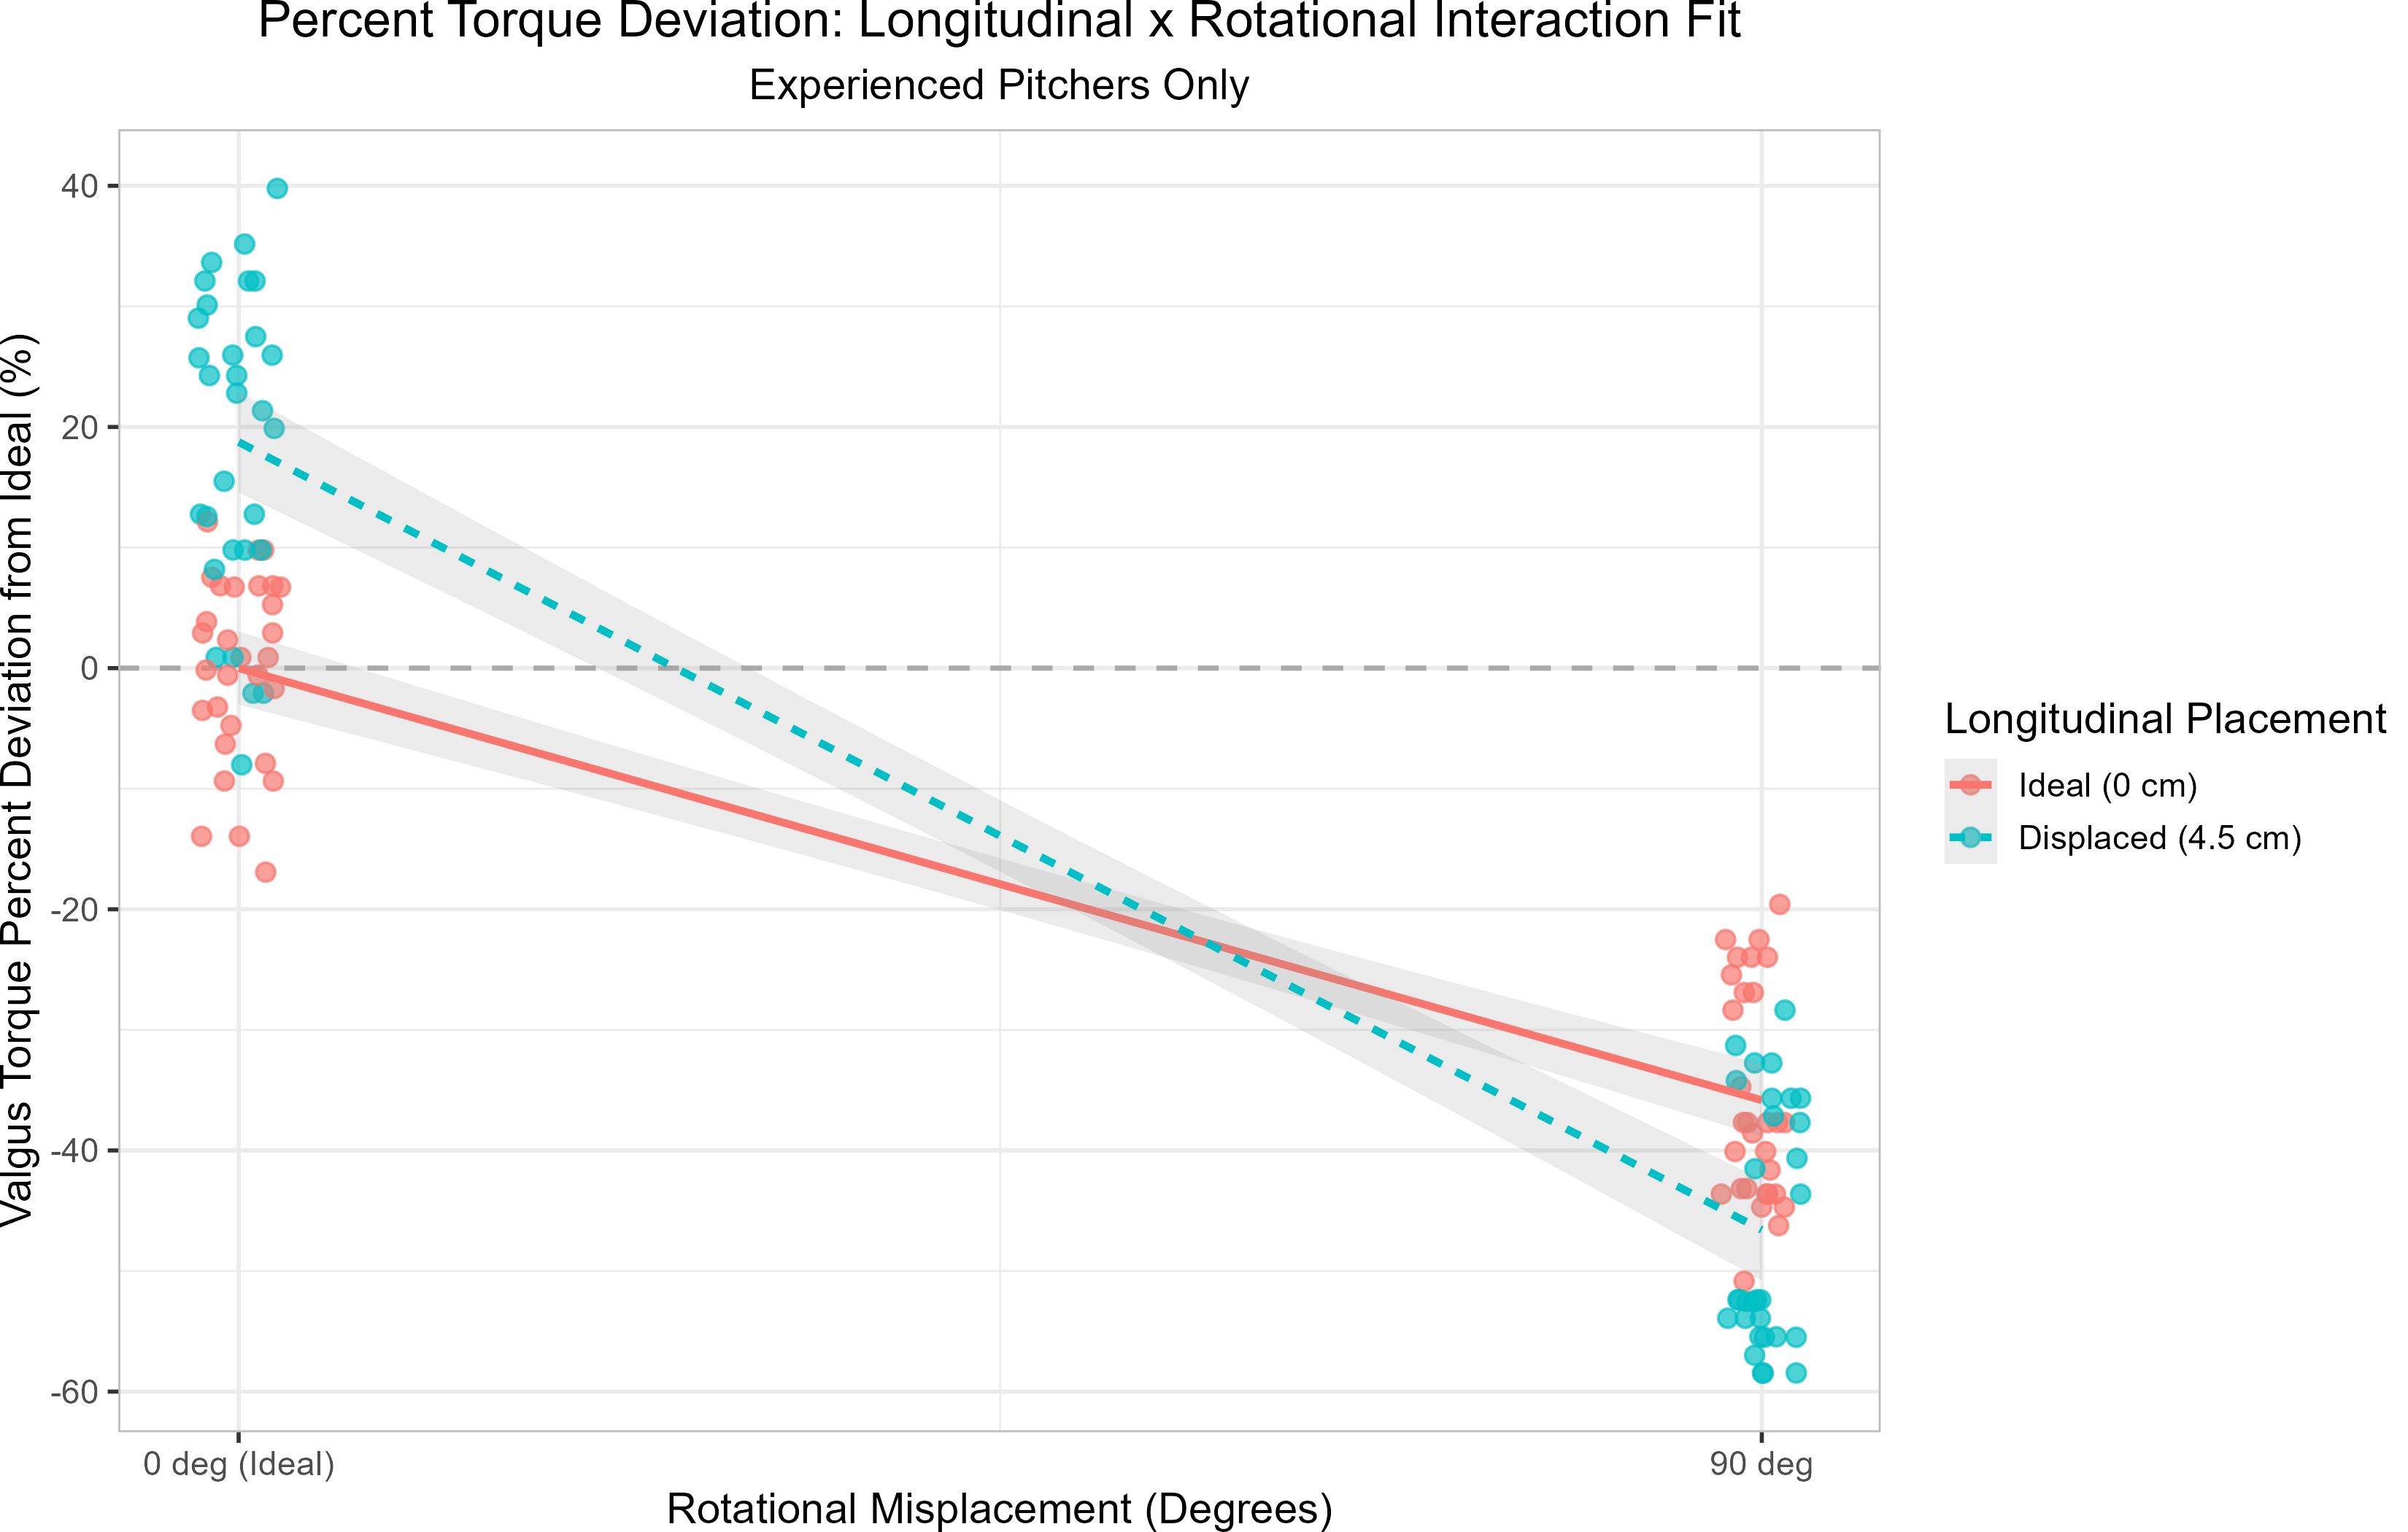 Percent Torque Deviation: Longitudinal x Rotational Interaction Fit
Experienced Pitchers Only
Valgus Torque Percent Deviation from Ideal (%)
40
20
0
-20
-40
-60
0 deg (Ideal)
90 deg
Rotational Misplacement (Degrees)
Longitudinal Placement
Ideal (0 cm)
Displaced (4.5 cm)